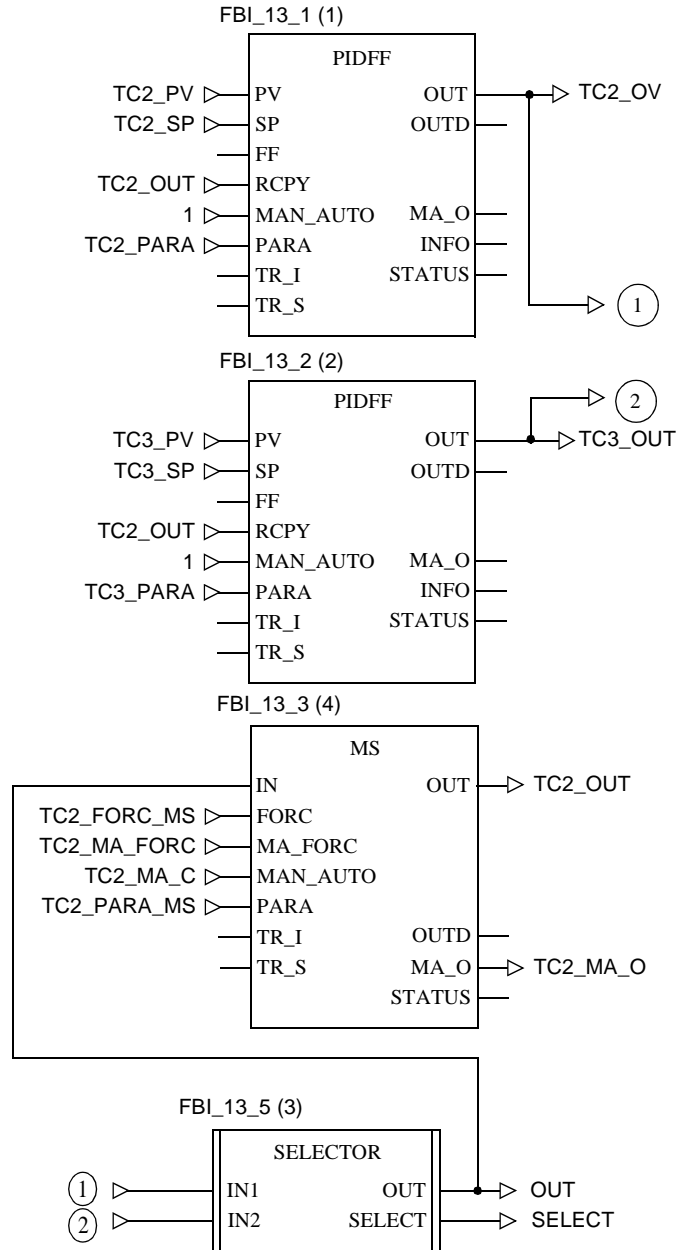 FBI_13_1 (1)
PIDFF
TC2_PV PV OUT TC2_OV
TC2_SP SP OUTD
FF
TC2_OUT RCPY
1 MAN_AUTO MA_O
TC2_PARA PARA INFO
TR_I STATUS
TR_S
1
FBI_13_2 (2)
PIDFF
2
TC3_PV PV OUT TC3_OUT
TC3_SP SP OUTD
FF
TC2_OUT RCPY
1 MAN_AUTO MA_O
TC3_PARA PARA INFO
TR_I STATUS
TR_S
FBI_13_3 (4)
MS
IN OUT TC2_OUT
TC2_FORC_MS FORC
TC2_MA_FORC MA_FORC
TC2_MA_C MAN_AUTO
TC2_PARA_MS PARA
TR_I OUTD
TR_S MA_O TC2_MA_O
STATUS
FBI_13_5 (3)
SELECTOR
1 IN1 OUT OUT
2 IN2 SELECT SELECT